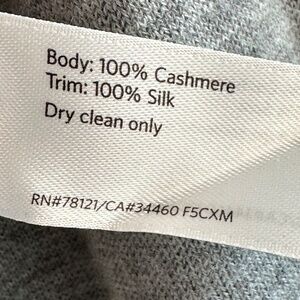 Body: 100% Cashmere
Trim: 100% Silk
Dry clean only
RN#78121/CA#34460 F5CXM